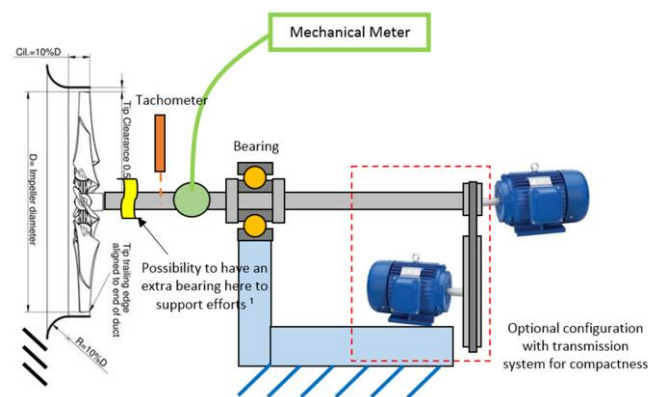 Mechanical Meter
Cil.=10%D
Tachometer
Tip Clearance 0.5
D= Impeller diameter
Bearing
Possibility to have an
extra bearing here to
support efforts 1
Tip trailing edge
aligned to end of duct
R=10%D
Optional configuration
with transmission
system for compactness